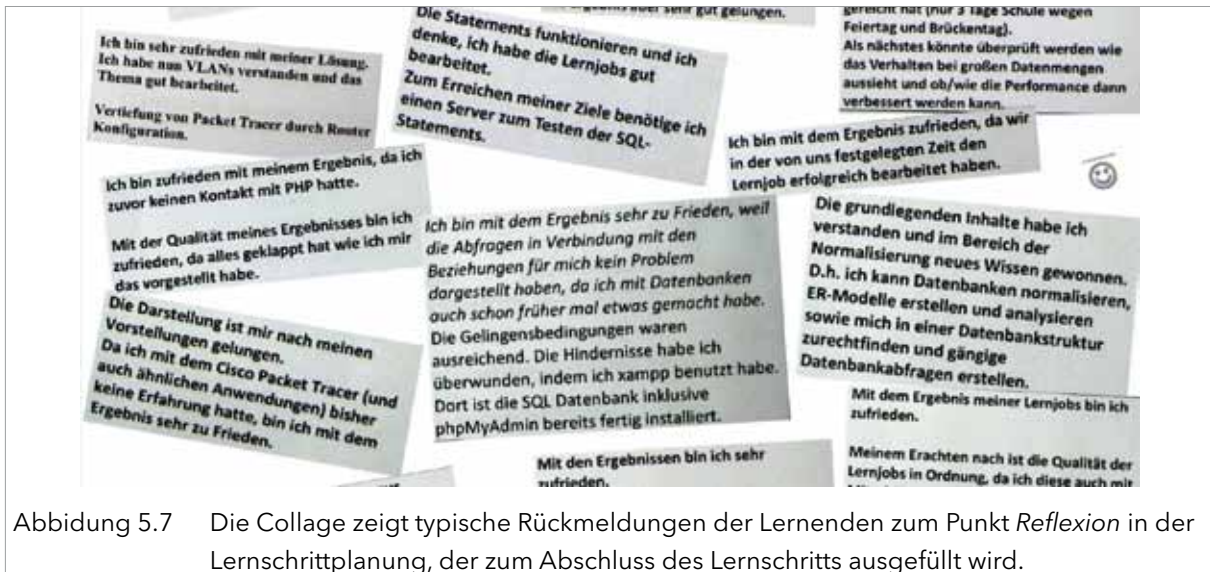 sehr gut gelungen.
gereicht hat (nur 3 Tage Schule wegen
Feiertag und Brückentag).
Als nächstes könnte überprüft werden wie
das Verhalten bei großen Datenmengen
aussieht und ob/wie die Performance dann
verbessert werden kann.
Ich bin sehr zufrieden mit meiner Lösung.
Ich habe nun VLANs verstanden und das
Thema gut bearbeitet.
Vertiefung von Packet Tracer durch Router
Konfiguration.
Die Statements funktionieren und ich
denke, ich habe die Lernjobs gut
bearbeitet.
Zum Erreichen meiner Ziele benötige ich
einen Server zum Testen der SQL-
Statements.
Ich bin mit dem Ergebnis zufrieden, da wir
in der von uns festgelegten Zeit den
Lernjob erfolgreich bearbeitet haben.
Ich bin zufrieden mit meinem Ergebnis, da ich
zuvor keinen Kontakt mit PHP hatte.
Mit der Qualität meines Ergebnisses bin ich
zufrieden, da alles geklappt hat wie ich mir
das vorgestellt habe.
Ich bin mit dem Ergebnis sehr zu Frieden, weil
die Abfragen in Verbindung mit den
Beziehungen für mich kein Problem
dargestellt haben, da ich mit Datenbanken
auch schon früher mal etwas gemacht habe.
Die Gelingensbedingungen waren
ausreichend. Die Hindernisse habe ich
überwunden, indem ich xampp benutzt habe.
Dort ist die SQL Datenbank inklusive
phpMyAdmin bereits fertig installiert.
Die grundlegenden Inhalte habe ich
verstanden und im Bereich der
Normalisierung neues Wissen gewonnen.
D.h. ich kann Datenbanken normalisieren,
ER-Modelle erstellen und analysieren
sowie mich in einer Datenbankstruktur
zurechtfinden und gängige
Datenbankabfragen erstellen.
Die Darstellung ist mir nach meinen
Vorstellungen gelungen.
Da ich mit dem Cisco Packet Tracer (und
auch ähnlichen Anwendungen) bisher
keine Erfahrung hatte, bin ich mit dem
Ergebnis sehr zu Frieden.
Mit dem Ergebnis meiner Lernjobs bin ich
zufrieden.
Meinem Erachten nach ist die Qualität der
Lernjobs in Ordnung, da ich diese auch mit
Mit den Ergebnissen bin ich sehr
zufrieden.
Abbidung 5.7 Die Collage zeigt typische Rückmeldungen der Lernenden zum Punkt Reflexion in der
Lernschrittplanung, der zum Abschluss des Lernschritts ausgefüllt wird.